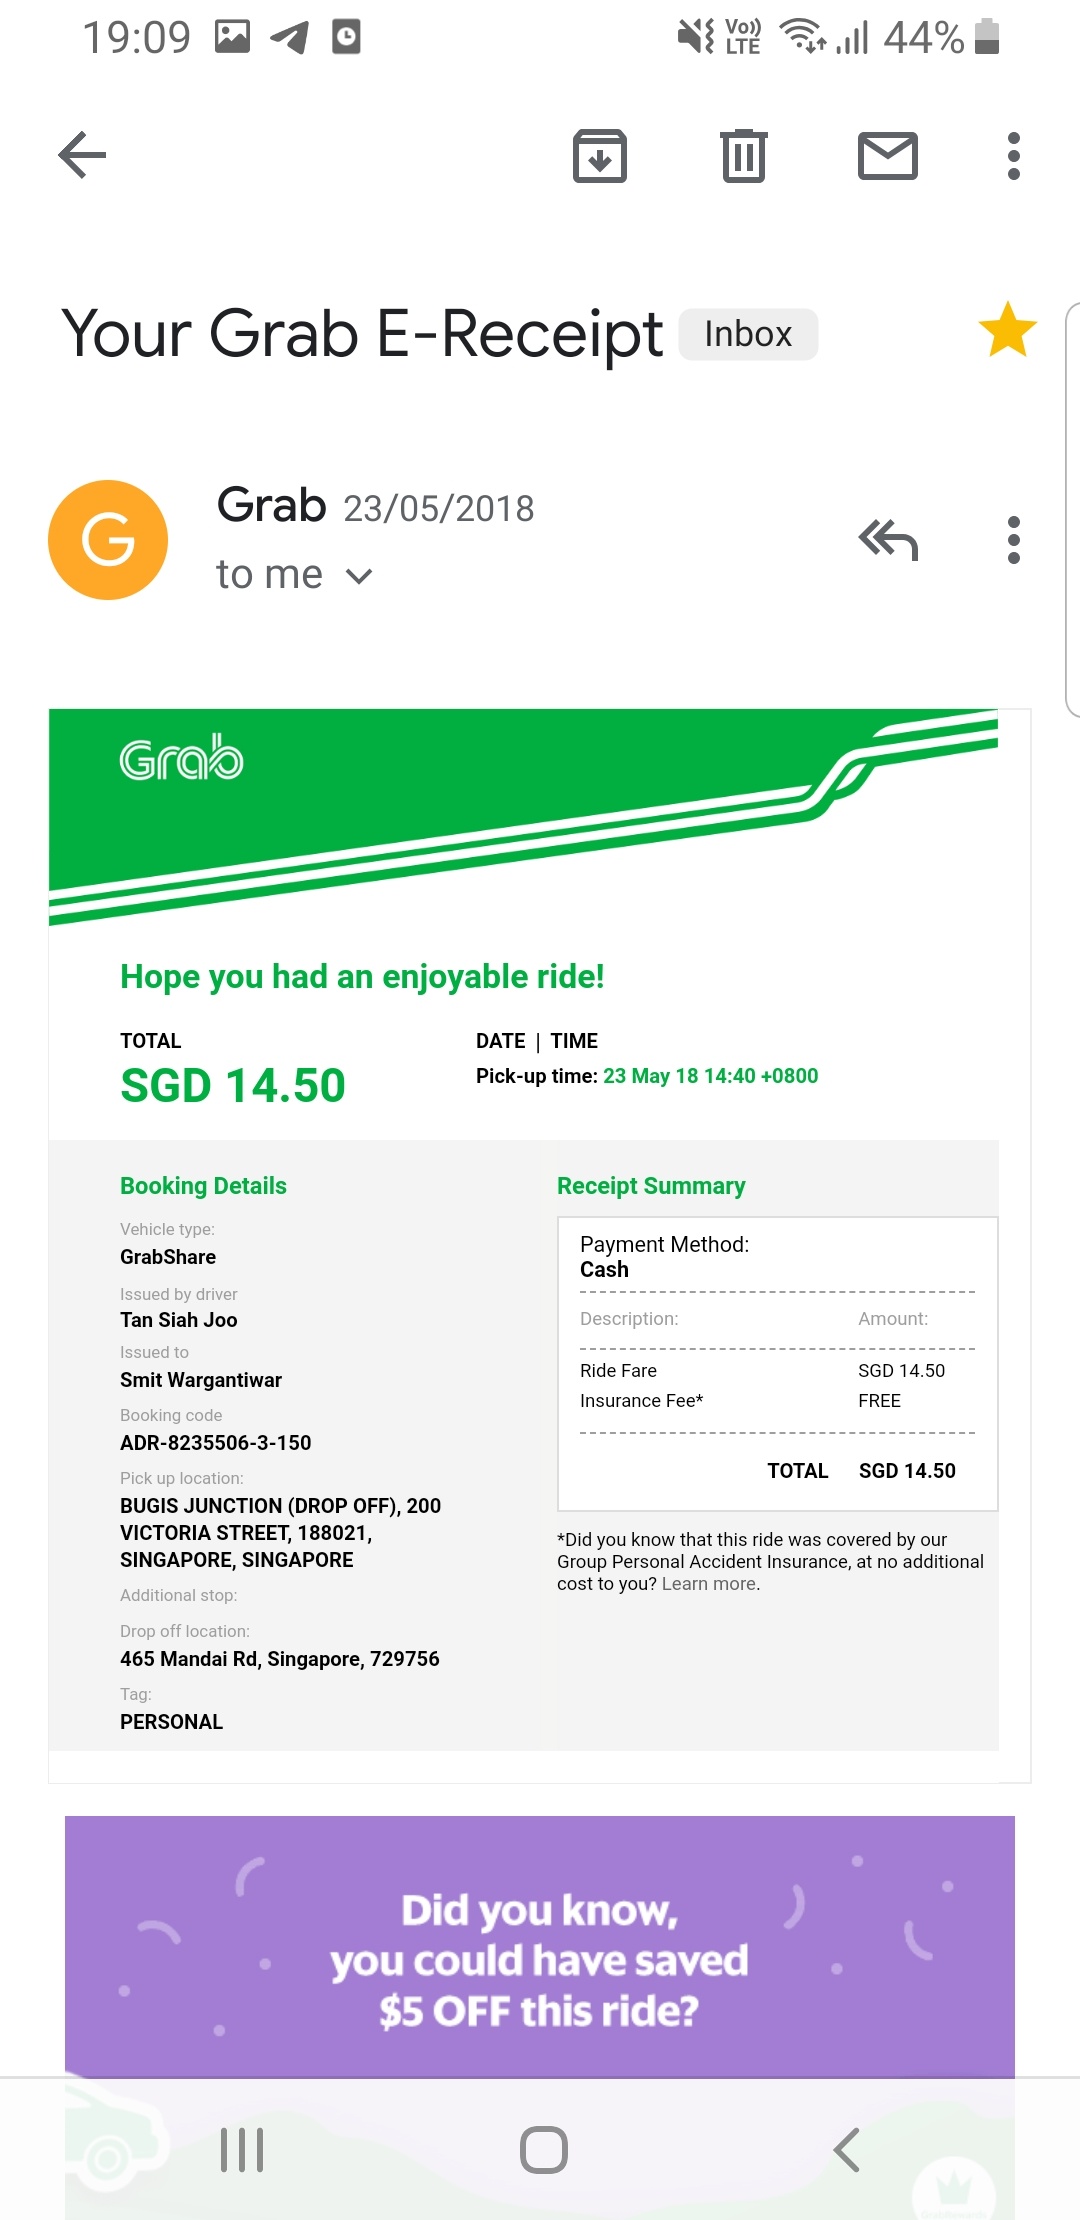 19:09
Vo))
LTE
44%
Your Grab E-Receipt Inbox
G
Grab 23/05/2018
to me
Grab
Hope you had an enjoyable ride!
TOTAL
SGD 14.50
DATE | TIME
Pick-up time: 23 May 18 14:40 +0800
Booking Details
Vehicle type:
GrabShare
Issued by driver
Tan Siah Joo
Issued to
Smit Wargantiwar
Booking code
ADR-8235506-3-150
Pick up location:
BUGIS JUNCTION (DROP OFF), 200
VICTORIA STREET, 188021,
SINGAPORE, SINGAPORE
Additional stop:
Drop off location:
465 Mandai Rd, Singapore, 729756
Tag:
PERSONAL
Receipt Summary
Payment Method:
Cash
Description: Amount:
Ride Fare SGD 14.50
Insurance Fee* FREE
TOTAL SGD 14.50
*Did you know that this ride was covered by our
Group Personal Accident Insurance, at no additional
cost to you? Learn more.
Did you know,
you could have saved
$5 OFF this ride?